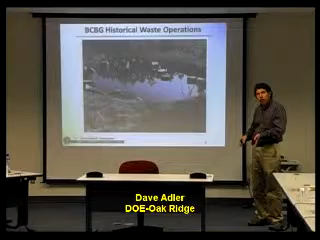 BCBG Historical Waste Operations
Dave Adler
DOE-Oak Ridge